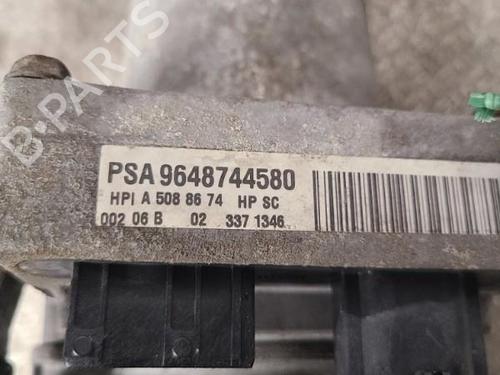 B-PARTS
PSA 9648744580
HPI A 508 86 74 HP SC
002 06 B 02 337 1346